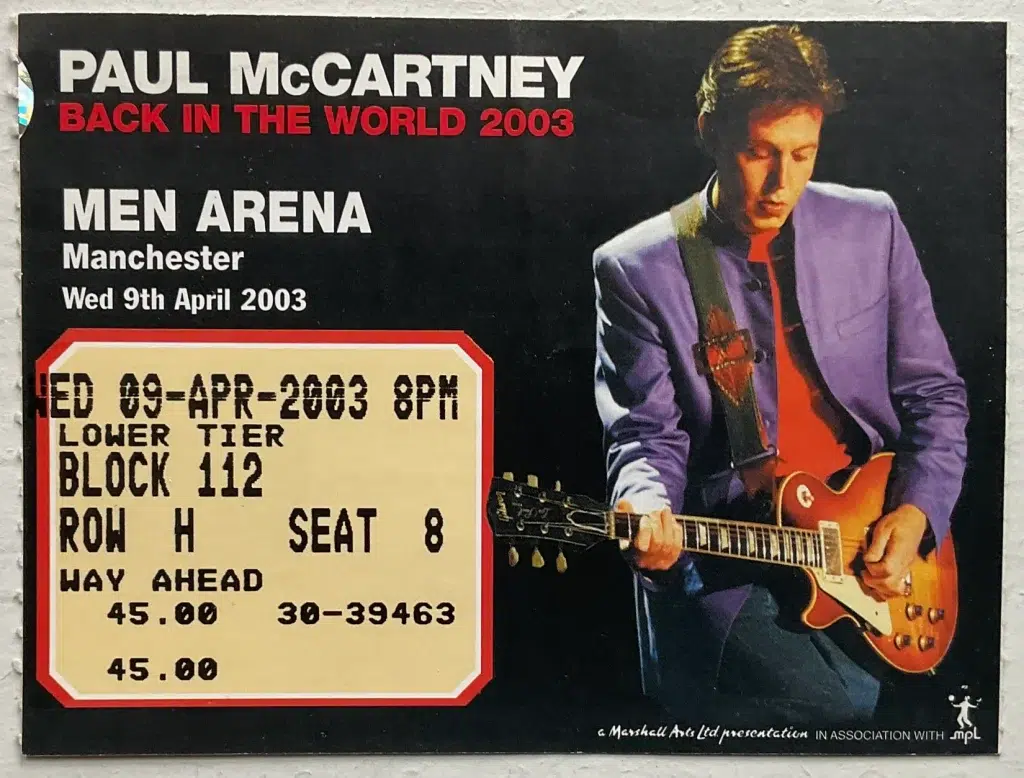 PAUL McCARTNEY
BACK IN THE WORLD 2003
MEN ARENA
Manchester
Wed 9th April 2003
WED 09-APR-2003 8PM
LOWER TIER
BLOCK 112
ROW H SEAT 8
WAY AHEAD
45.00 30-39463
45.00
a Marshall Arts Ltd presentation IN ASSOCIATION WITH mpl